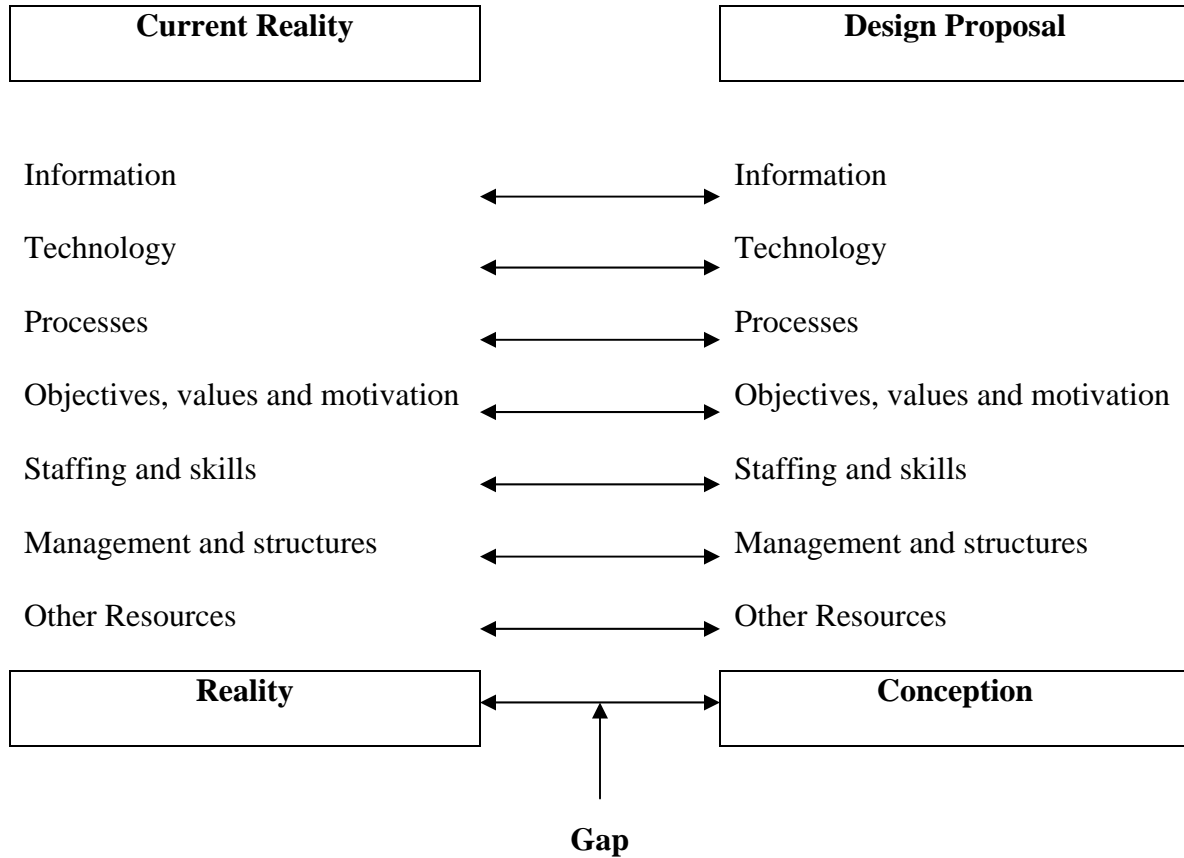 Current Reality
Design Proposal
Information
Information
Technology
Technology
Processes
Processes
Objectives, values and motivation
Objectives, values and motivation
Staffing and skills
Staffing and skills
Management and structures
Management and structures
Other Resources
Other Resources
Reality
Conception
Gap